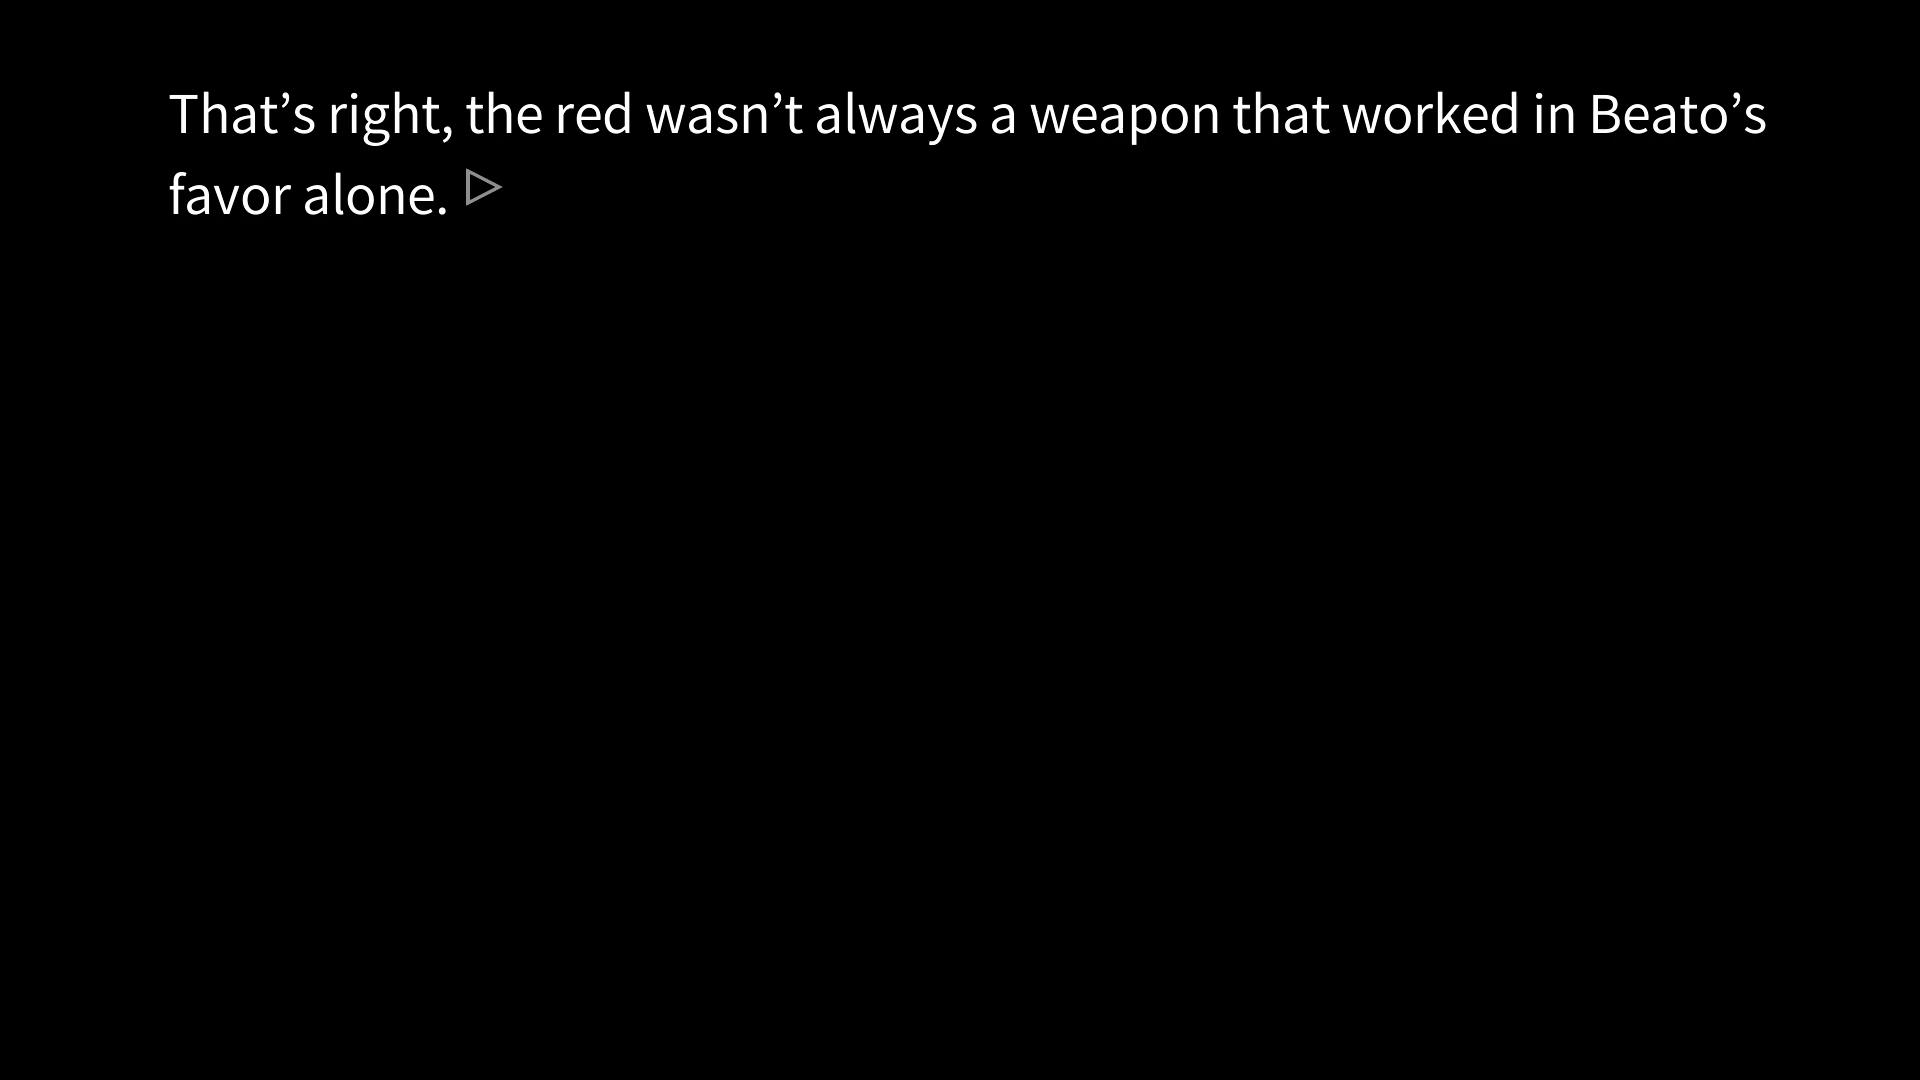 That’s right, the red wasn’t always a weapon that worked in Beato’s
favor alone.